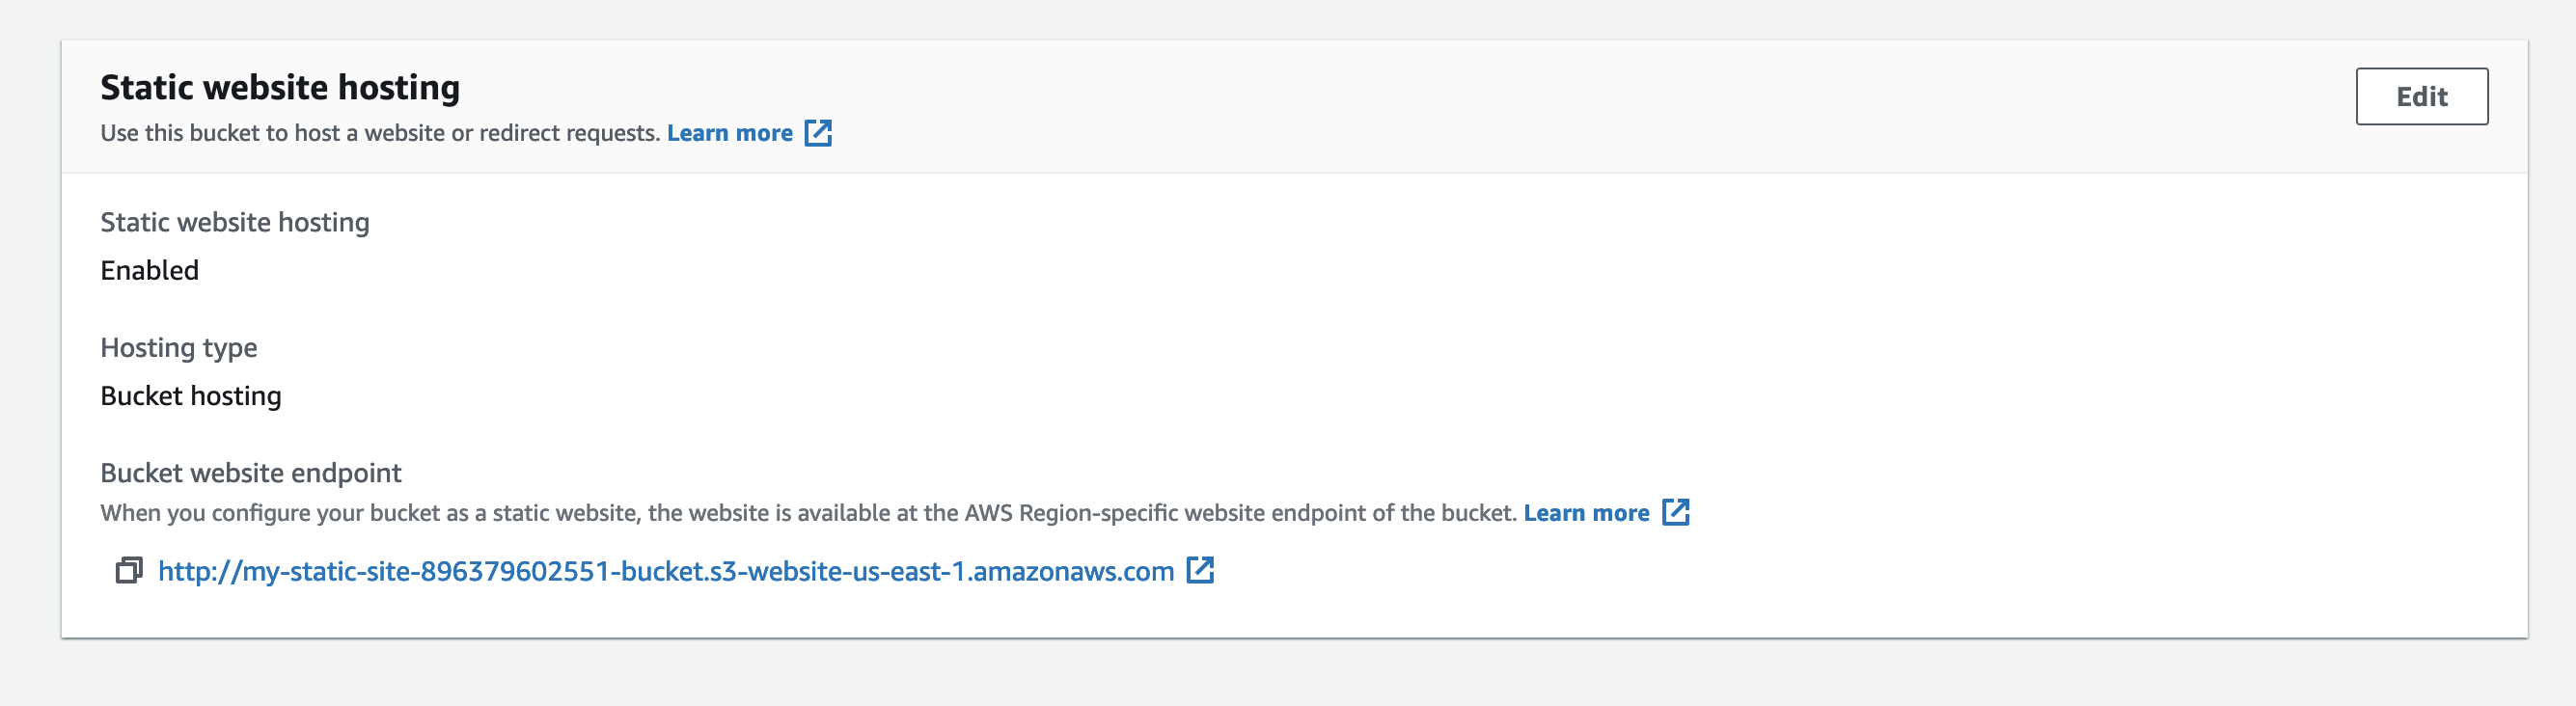 Static website hosting
Edit
Use this bucket to host a website or redirect requests. Learn more
Static website hosting
Enabled
Hosting type
Bucket hosting
Bucket website endpoint
When you configure your bucket as a static website, the website is available at the AWS Region-specific website endpoint of the bucket. Learn more
http://my-static-site-896379602551-bucket.s3-website-us-east-1.amazonaws.com